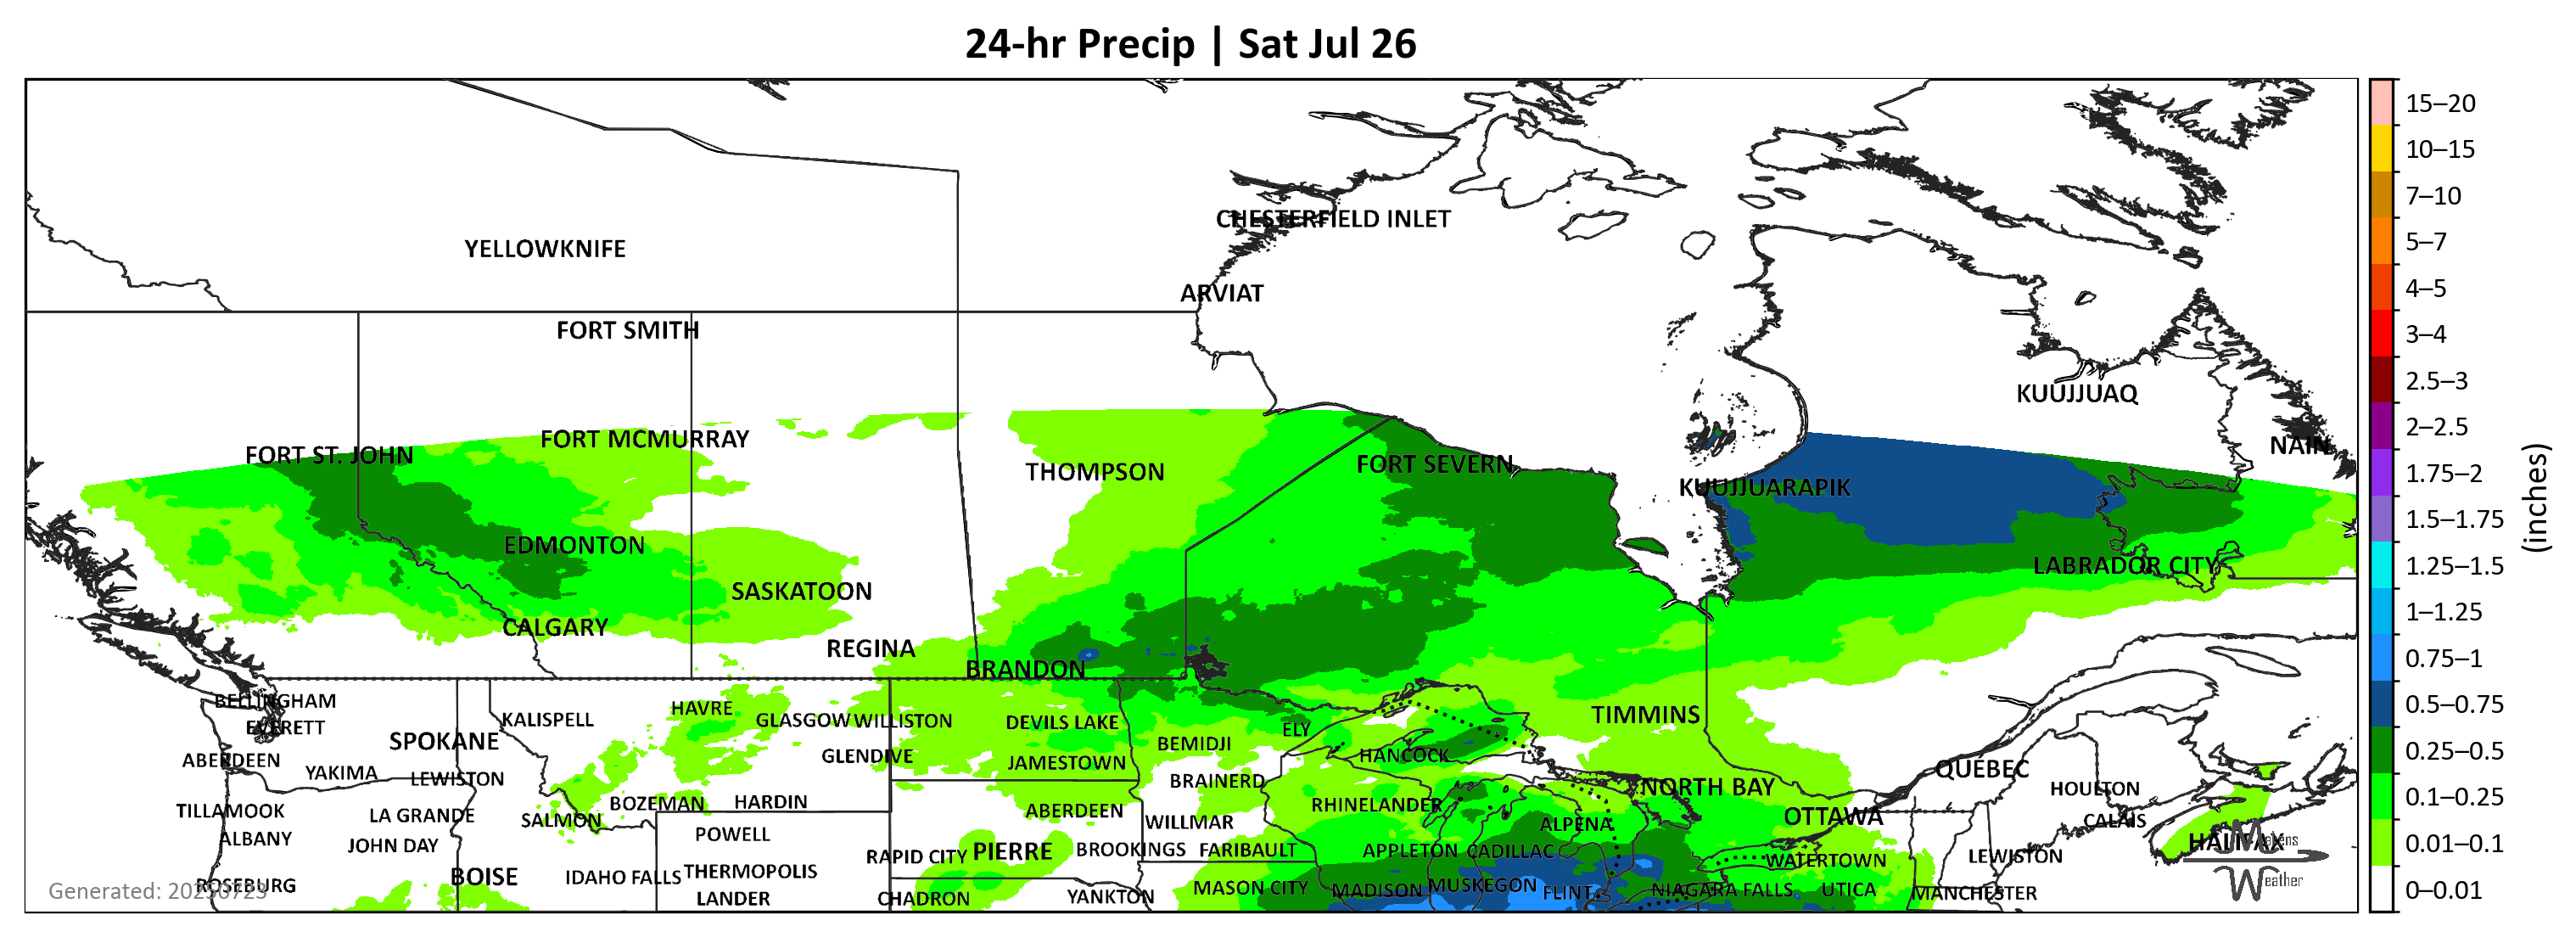 24-hr Precip | Sat Jul 26
CHESTERFIELD INLET
YELLOWKNIFE
ARVIAT
FORT SMITH
KUUJJUAQ
FORT ST. JOHN
FORT MCMURRAY
NAIN
THOMPSON
FORT SEVERN
KUUJJUARAPIK
EDMONTON
LABRADOR CITY
SASKATOON
CALGARY
REGINA
BRANDON
BELLINGHAM
EVERETT
KALISPELL
HAVRE
GLASGOW
WILLISTON
DEVILS LAKE
ELY
TIMMINS
SPOKANE
BEMIDJI
ABERDEEN
GLENDIVE
JAMESTOWN
HANCOCK
QUÉBEC
YAKIMA
LEWISTON
BRAINERD
NORTH BAY
HOULTON
TILLAMOOK
LA GRANDE
SALMON
BOZEMAN
HARDIN
ABERDEEN
RHINELANDER
WILLMAR
ALPENA
OTTAWA
CALAIS
ALBANY
JOHN DAY
POWELL
HALIFAX
RAPID CITY
PIERRE
BROOKINGS
FARIBAULT
APPLETON
CADILLAC
WATERTOWN
LEWISTON
ROSEBURG
BOISE
IDAHO FALLS
THERMOPOLIS
MASON CITY
MADISON
MUSKEGON
FLINT
NIAGARA FALLS
UTICA
MANCHESTER
LANDER
CHADRON
YANKTON
Generated: 20250723
Weather
15–20
10–15
7–10
5–7
4–5
3–4
2.5–3
2–2.5
1.75–2
1.5–1.75
1.25–1.5
1–1.25
0.75–1
0.5–0.75
0.25–0.5
0.1–0.25
0.01–0.1
0–0.01
(inches)